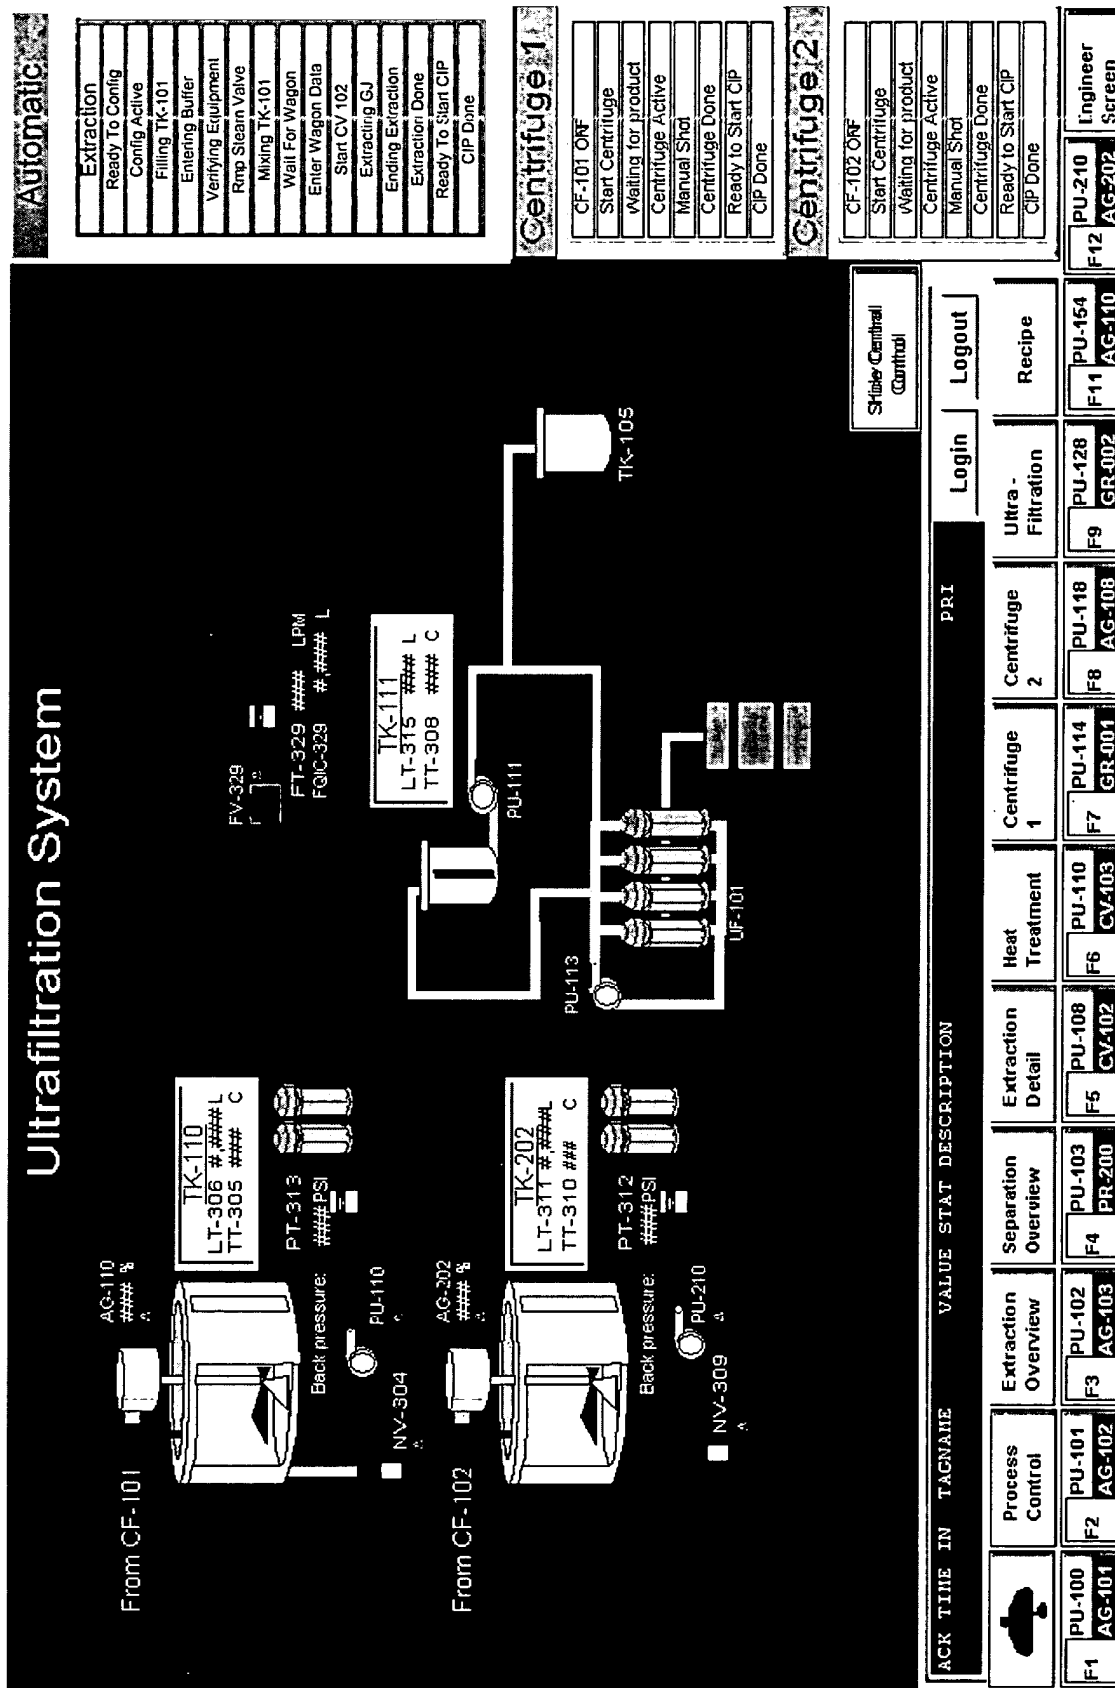 Ultrafiltration System
Automatic
Extraction
Ready To Config
Config Active
Filling TK-101
Entering Buffer
Verifying Equipment
Rmp Steam Valve
Mixing TK-101
Wait For Wagon
Enter Wagon Data
Start CV 102
Extracting GJ
Ending Extraction
Extraction Done
Ready To Start CIP
CIP Done
Centrifuge 1
CF-101 Off
Start Centrifuge
Waiting for product
Centrifuge Active
Manual Shot
Centrifuge Done
Ready to Start CIP
CIP Done
Centrifuge 2
CF-102 Off
Start Centrifuge
Waiting for product
Centrifuge Active
Manual Shot
Centrifuge Done
Ready to Start CIP
CIP Done
From CF-101
AG-110
### %
A
TK-110
LT-306 #,###L
TT-305 ### C
Back pressure:
PT-313
###PSI
PU-110
NV-304
A
From CF-102
AG-202
### %
A
TK-202
LT-311 #,###L
TT-310 ### C
Back pressure:
PT-312
###PSI
PU-210
A
NV-309
A
FV-329
FT-329 ### LPM
FQIC-329 #,### L
TK-111
LT-315 ### L
TT-308 ### C
PU-111
PU-113
UF-101
TK-105
Control
ACK TIME IN TAGNAME VALUE STAT DESCRIPTION PRI
Login
Logout
Process Control
Extraction Overview
Separation Overview
Extraction Detail
Heat Treatment
Centrifuge 1
Centrifuge 2
Ultra - Filtration
Recipe
Engineer Screen
F1 PU-100 AG-101
F2 PU-101 AG-102
F3 PU-102 AG-103
F4 PU-103 PR-200
F5 PU-108 CV-102
F6 PU-110 CV-103
F7 PU-114 GR-001
F8 PU-118 AG-108
F9 PU-128 GR-002
F11 PU-154 AG-110
F12 PU-210 AG-202